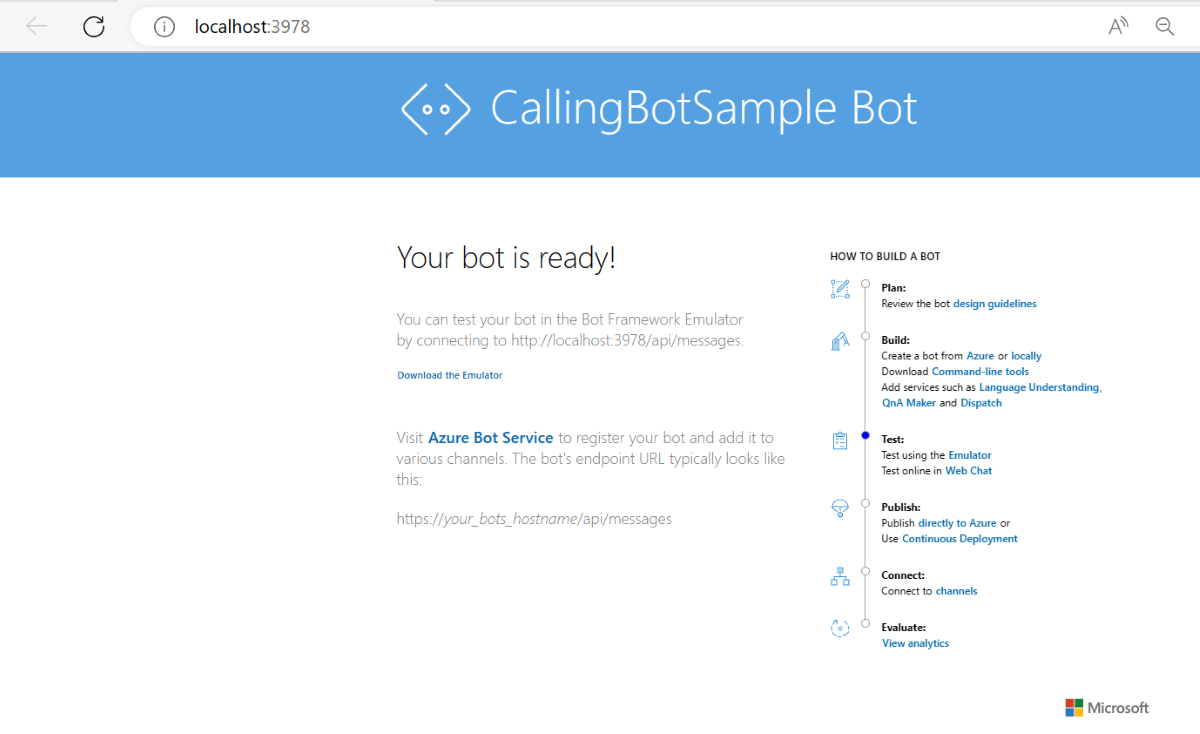 localhost:3978
CallingBotSample Bot
Your bot is ready!
You can test your bot in the Bot Framework Emulator
by connecting to http://localhost:3978/api/messages.
Download the Emulator
Visit Azure Bot Service to register your bot and add it to
various channels. The bot's endpoint URL typically looks like
this:
https://your_bots_hostname/api/messages
HOW TO BUILD A BOT
Plan:
Review the bot design guidelines
Build:
Create a bot from Azure or locally
Download Command-line tools
Add services such as Language Understanding,
QnA Maker and Dispatch
Test:
Test using the Emulator
Test online in Web Chat
Publish:
Publish directly to Azure or
Use Continuous Deployment
Connect:
Connect to channels
Evaluate:
View analytics
Microsoft